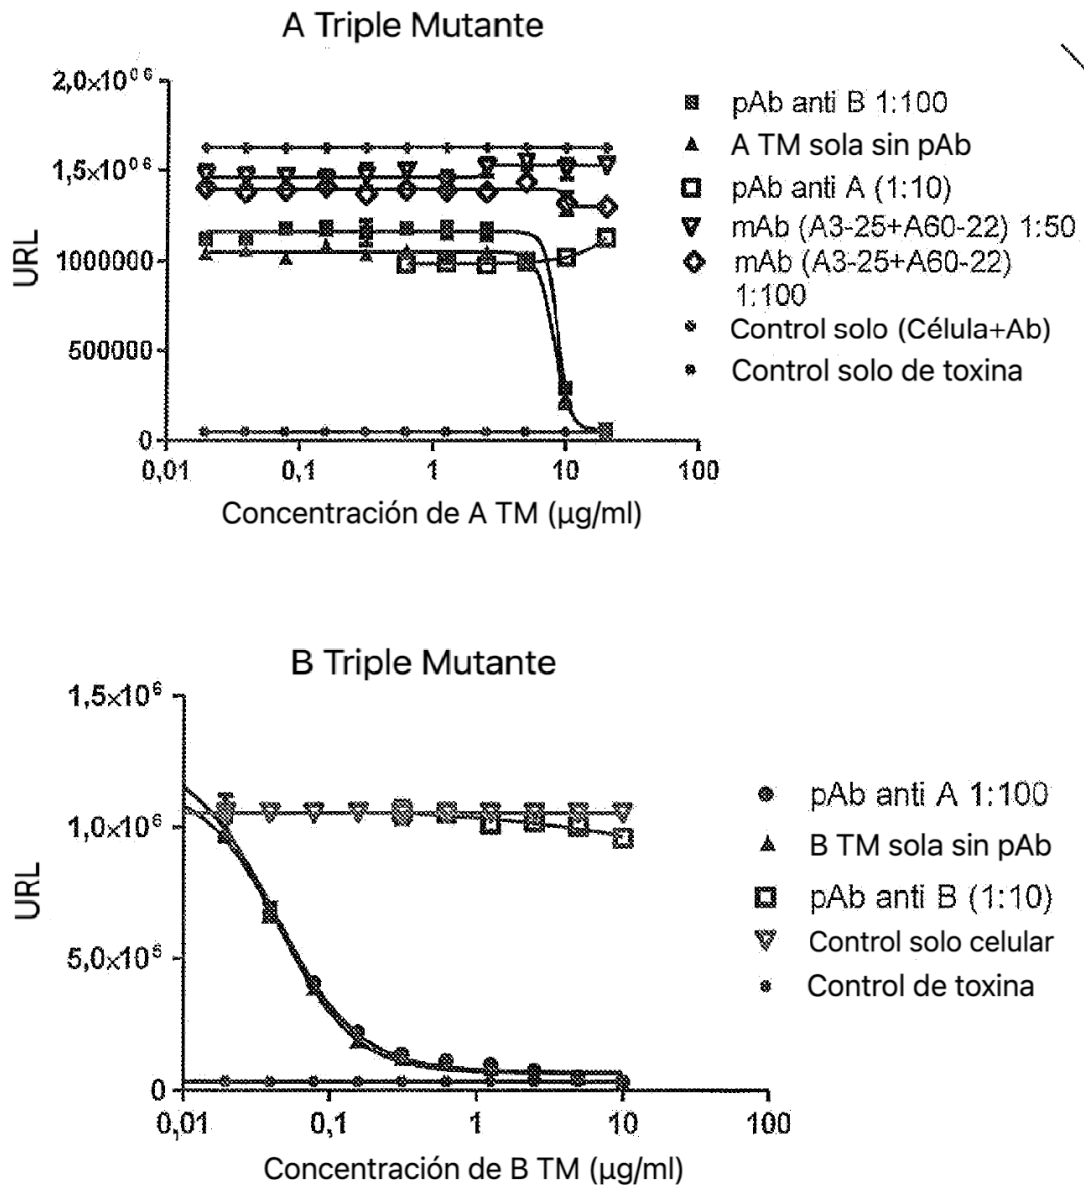 A Triple Mutante
2,0×10⁰⁶
1,5×10⁰⁶
1000000
500000
0
URL
0,01 0,1 1 10 100
Concentración de A TM (µg/ml)
pAb anti B 1:100
A TM sola sin pAb
pAb anti A (1:10)
mAb (A3-25+A60-22) 1:50
mAb (A3-25+A60-22)
1:100
Control solo (Célula+Ab)
Control solo de toxina
B Triple Mutante
1,5×10⁶
1,0×10⁶
5,0×10⁶
0
URL
0,01 0,1 1 10 100
Concentración de B TM (µg/ml)
pAb anti A 1:100
B TM sola sin pAb
pAb anti B (1:10)
Control solo celular
Control de toxina